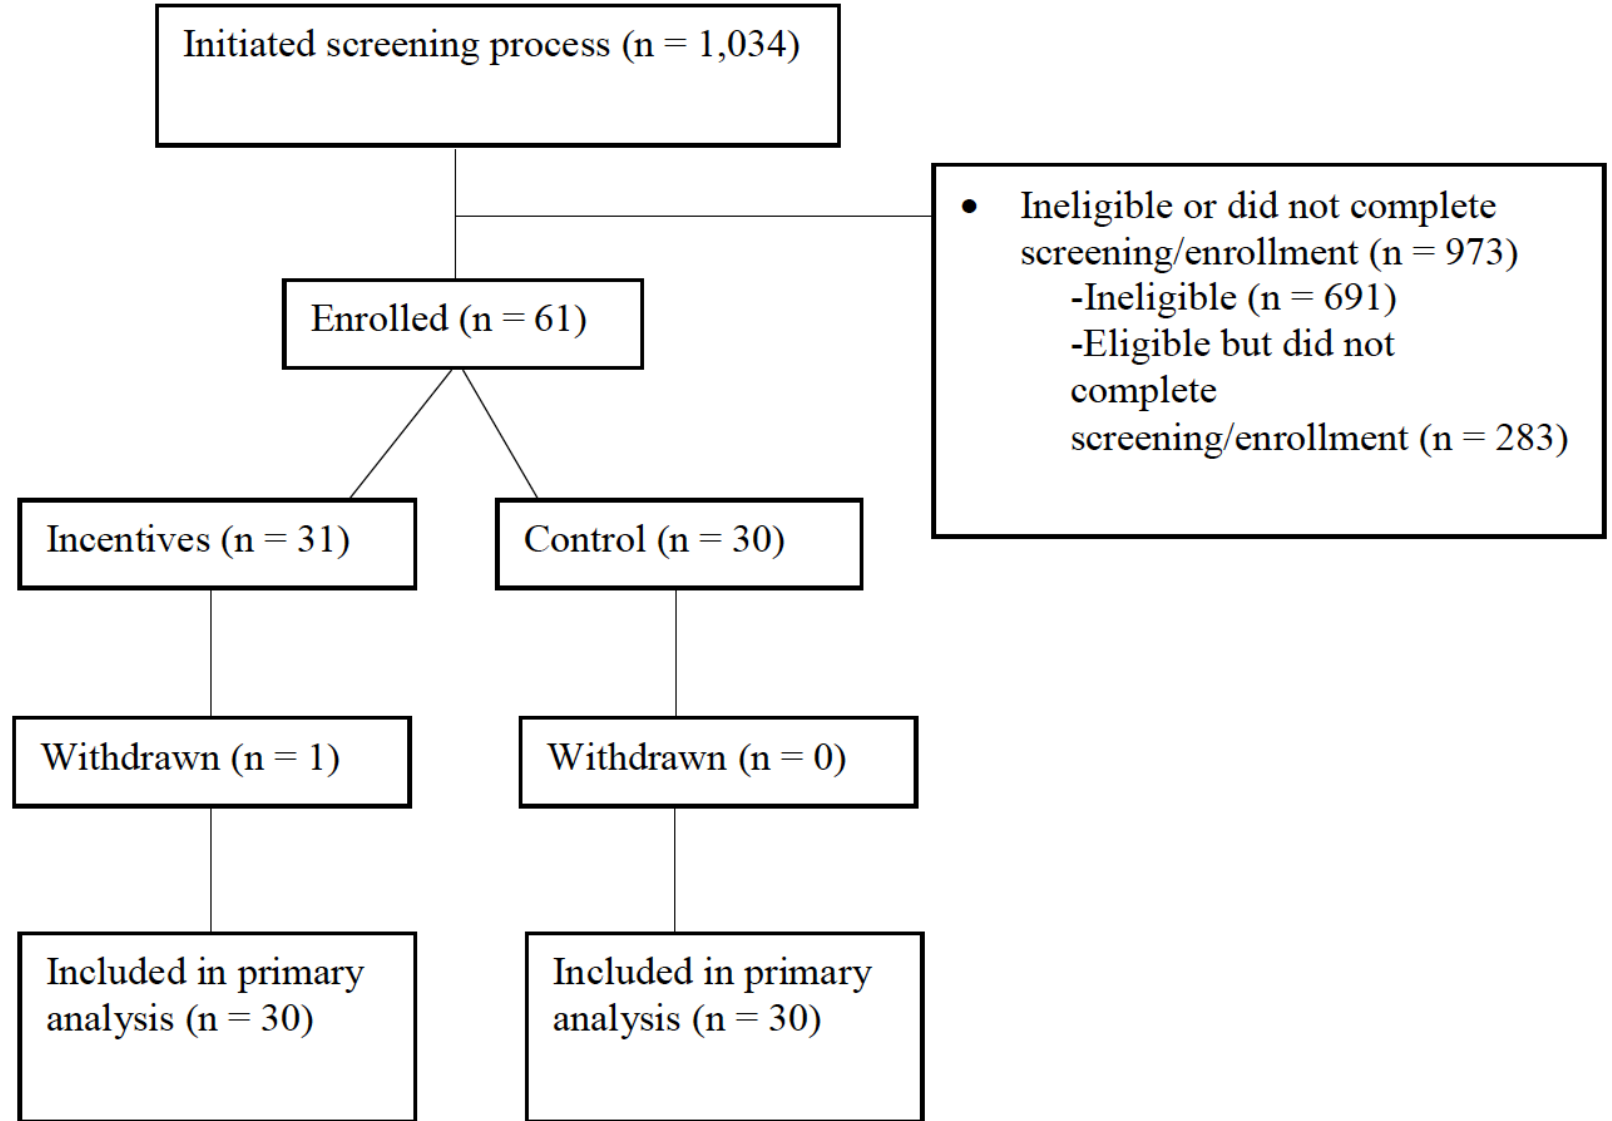 Initiated screening process (n = 1,034)
• Ineligible or did not complete
screening/enrollment (n = 973)
-Ineligible (n = 691)
-Eligible but did not
complete
screening/enrollment (n = 283)
Enrolled (n = 61)
Incentives (n = 31)
Control (n = 30)
Withdrawn (n = 1)
Withdrawn (n = 0)
Included in primary
analysis (n = 30)
Included in primary
analysis (n = 30)